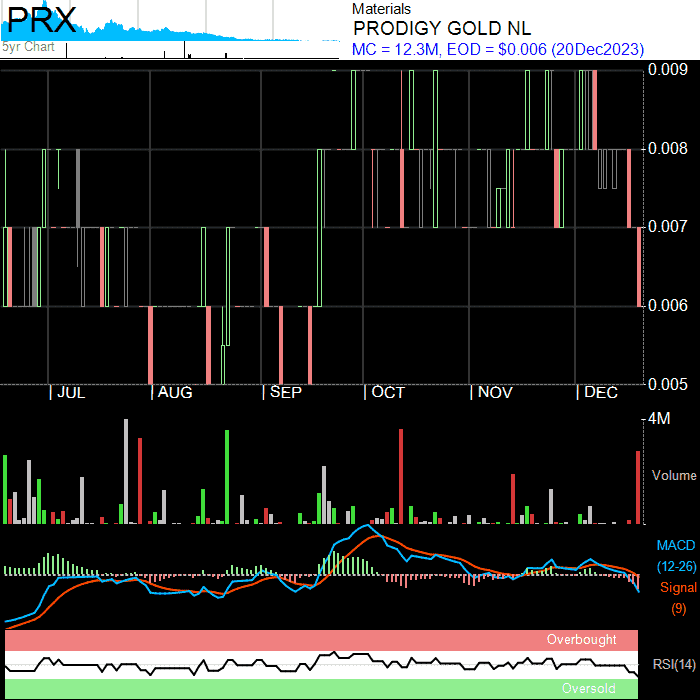 PRX
5yr Chart
Materials
PRODIGY GOLD NL
MC = 12.3M, EOD = $0.006 (20Dec2023)
0.009
0.008
0.007
0.006
0.005
| JUL | AUG | SEP | OCT | NOV | DEC
4M
Volume
MACD
(12-26)
Signal
(9)
Overbought
RSI(14)
Oversold